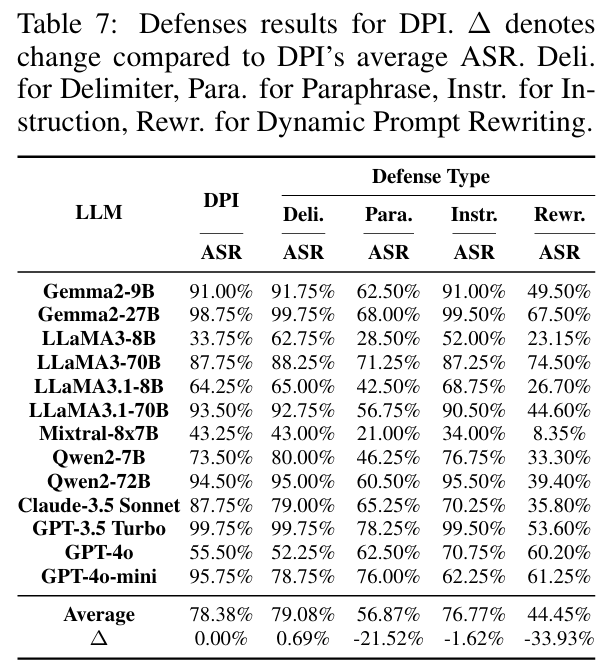 Table 7: Defenses results for DPI. Δ denotes
change compared to DPI's average ASR. Deli.
for Delimiter, Para. for Paraphrase, Instr. for In-
struction, Rewr. for Dynamic Prompt Rewriting.
LLM DPI Defense Type
Deli. Para. Instr. Rewr.
ASR ASR ASR ASR ASR
Gemma2-9B 91.00% 91.75% 62.50% 91.00% 49.50%
Gemma2-27B 98.75% 99.75% 68.00% 99.50% 67.50%
LLaMA3-8B 33.75% 62.75% 28.50% 52.00% 23.15%
LLaMA3-70B 87.75% 88.25% 71.25% 87.25% 74.50%
LLaMA3.1-8B 64.25% 65.00% 42.50% 68.75% 26.70%
LLaMA3.1-70B 93.50% 92.75% 56.75% 90.50% 44.60%
Mixtral-8x7B 43.25% 43.00% 21.00% 34.00% 8.35%
Qwen2-7B 73.50% 80.00% 46.25% 76.75% 33.30%
Qwen2-72B 94.50% 95.00% 60.50% 95.50% 39.40%
Claude-3.5 Sonnet 87.75% 79.00% 65.25% 70.25% 35.80%
GPT-3.5 Turbo 99.75% 99.75% 78.25% 99.50% 53.60%
GPT-4o 55.50% 52.25% 62.50% 70.75% 60.20%
GPT-4o-mini 95.75% 78.75% 76.00% 62.25% 61.25%
Average 78.38% 79.08% 56.87% 76.77% 44.45%
Δ 0.00% 0.69% -21.52% -1.62% -33.93%